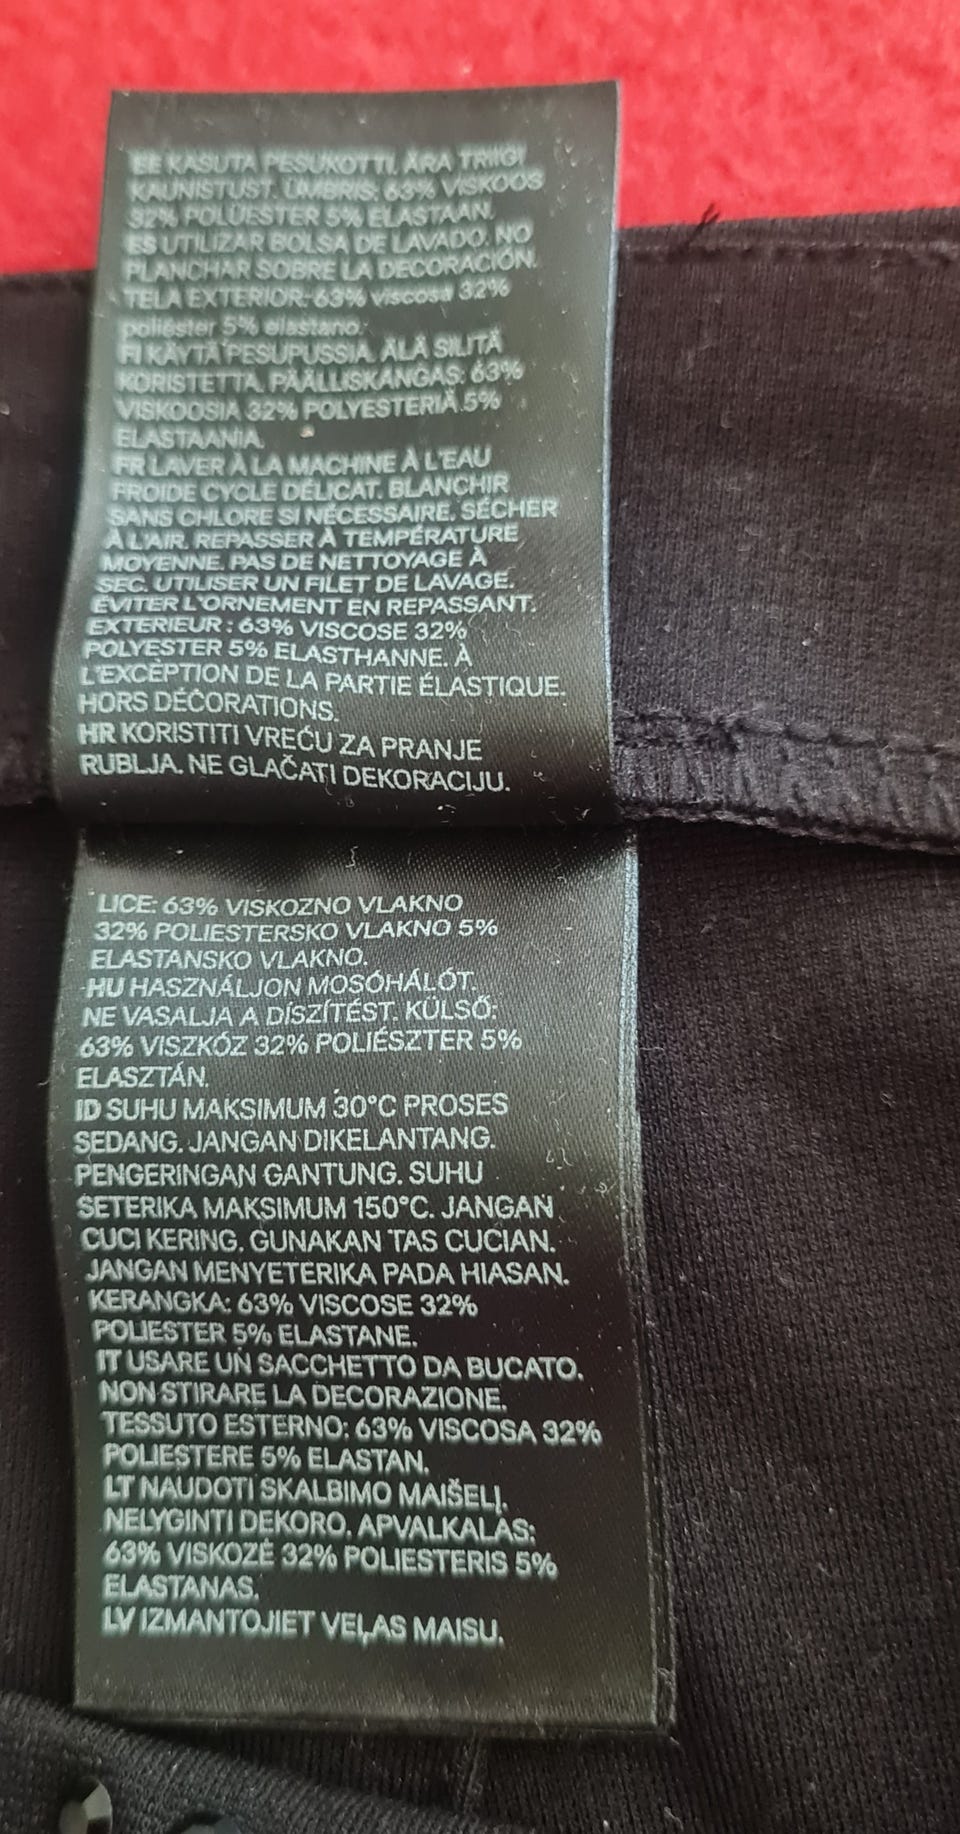 EE KASUTA PESUKOTTI. ÄRA TRIIGI
KAUNISTUST. ÜMBRIS: 63% VISKOOS
32% POLÜESTER 5% ELASTAAN.
ES UTILIZAR BOLSA DE LAVADO. NO
PLANCHAR SOBRE LA DECORACIÓN.
TELA EXTERIOR: 63% viscosa 32%
poliéster 5% elastano.
FI KÄYTÄ PESUPUSSIA. ÄLÄ SILITÄ
KORISTETTA. PÄÄLLISKANGAS: 63%
VISKOOSIA 32% POLYESTERIÄ 5%
ELASTAANIA.
FR LAVER À LA MACHINE À L'EAU
FROIDE CYCLE DÉLICAT. BLANCHIR
SANS CHLORE SI NÉCESSAIRE. SÉCHER
À L'AIR. REPASSER À TEMPÉRATURE
MOYENNE. PAS DE NETTOYAGE À
SEC. UTILISER UN FILET DE LAVAGE.
ÉVITER L'ORNEMENT EN REPASSANT.
EXTERIEUR : 63% VISCOSE 32%
POLYESTER 5% ELASTHANNE. À
L'EXCEPTION DE LA PARTIE ÉLASTIQUE.
HORS DÉCORATIONS.
HR KORISTITI VREĆU ZA PRANJE
RUBLJA. NE GLAČATI DEKORACIJU.
LICE: 63% VISKOZNO VLAKNO
32% POLIESTERSKO VLAKNO 5%
ELASTANSKO VLAKNO.
HU HASZNÁLJON MOSÓHÁLÓT.
NE VASALJA A DÍSZÍTÉST. KÜLSŐ:
63% VISZKÓZ 32% POLIÉSZTER 5%
ELASZTÁN.
ID SUHU MAKSIMUM 30°C PROSES
SEDANG. JANGAN DIKELANTANG.
PENGERINGAN GANTUNG. SUHU
SETERIKA MAKSIMUM 150°C. JANGAN
CUCI KERING. GUNAKAN TAS CUCIAN.
JANGAN MENYETERIKA PADA HIASAN.
KERANGKA: 63% VISCOSE 32%
POLIESTER 5% ELASTANE.
IT USARE UN SACCHETTO DA BUCATO.
NON STIRARE LA DECORAZIONE.
TESSUTO ESTERNO: 63% VISCOSA 32%
POLIESTERE 5% ELASTAN.
LT NAUDOTI SKALBIMO MAIŠELĮ.
NELYGINTI DEKORO. APVALKALAS:
63% VISKOZĖ 32% POLIESTERIS 5%
ELASTANAS.
LV IZMANTOJIET VEĻAS MAISU.